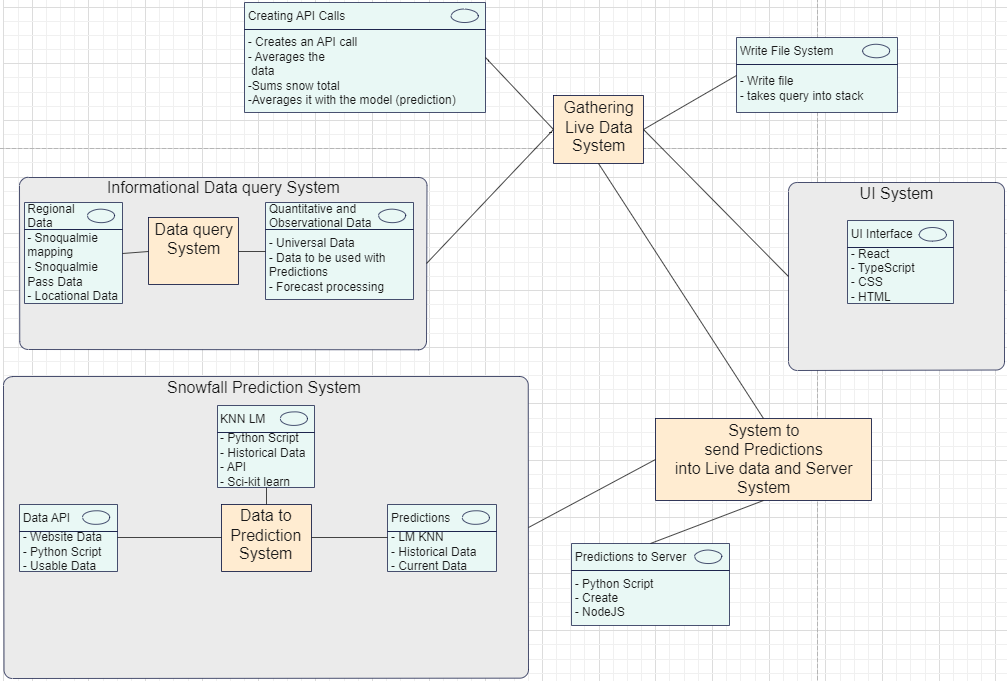 Creating API Calls
- Creates an API call
- Averages the
data
-Sums snow total
-Averages it with the model (prediction)
Write File System
- Write file
- takes query into stack
Gathering
Live Data
System
Informational Data query System
Regional
Data
- Snoqualmie
mapping
- Snoqualmie
Pass Data
- Locational Data
Data query
System
Quantitative and
Observational Data
- Universal Data
- Data to be used with
Predictions
- Forecast processing
UI System
UI Interface
- React
- TypeScript
- CSS
- HTML
Snowfall Prediction System
KNN LM
- Python Script
- Historical Data
- API
- Sci-kit learn
Data API
- Website Data
- Python Script
- Usable Data
Data to
Prediction
System
Predictions
- LM KNN
- Historical Data
- Current Data
System to
send Predictions
into Live data and Server
System
Predictions to Server
- Python Script
- Create
- NodeJS